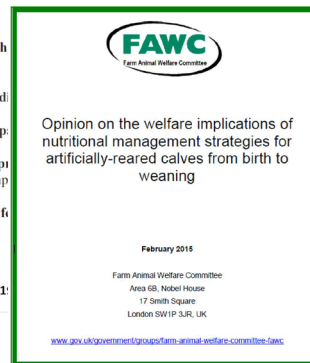 FAWC
Farm Animal Welfare Committee
Opinion on the welfare implications of
nutritional management strategies for
artificially-reared calves from birth to
weaning
February 2015
Farm Animal Welfare Committee
Area 6B, Nobel House
17 Smith Square
London SW1P 3JR, UK
www.gov.uk/government/groups/farm-animal-welfare-committee-fawc